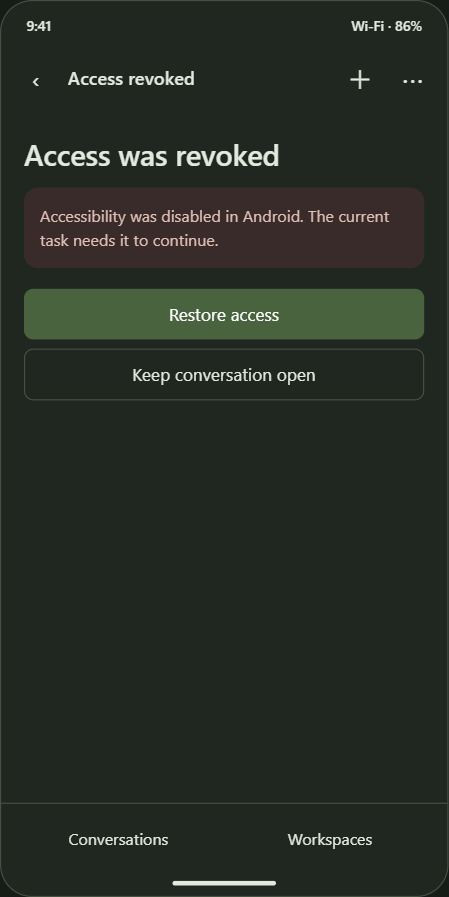 9:41
Wi-Fi · 86%
‹ Access revoked + ...
Access was revoked
Accessibility was disabled in Android. The current
task needs it to continue.
Restore access
Keep conversation open
Conversations
Workspaces